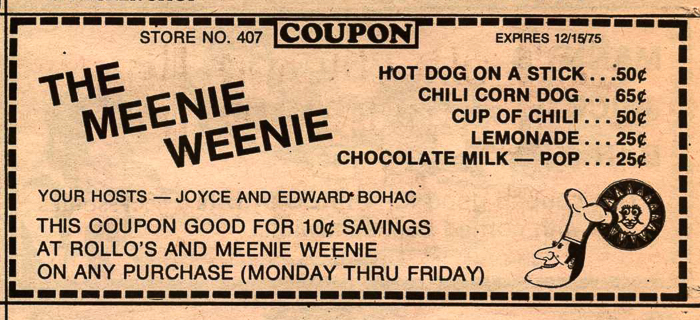 STORE NO. 407 COUPON EXPIRES 12/15/75
THE
MEENIE
WEENIE
HOT DOG ON A STICK...50¢
CHILI CORN DOG...65¢
CUP OF CHILI...50¢
LEMONADE...25¢
CHOCOLATE MILK — POP...25¢
YOUR HOSTS — JOYCE AND EDWARD BOHAC
THIS COUPON GOOD FOR 10¢ SAVINGS
AT ROLLO'S AND MEENIE WEENIE
ON ANY PURCHASE (MONDAY THRU FRIDAY)